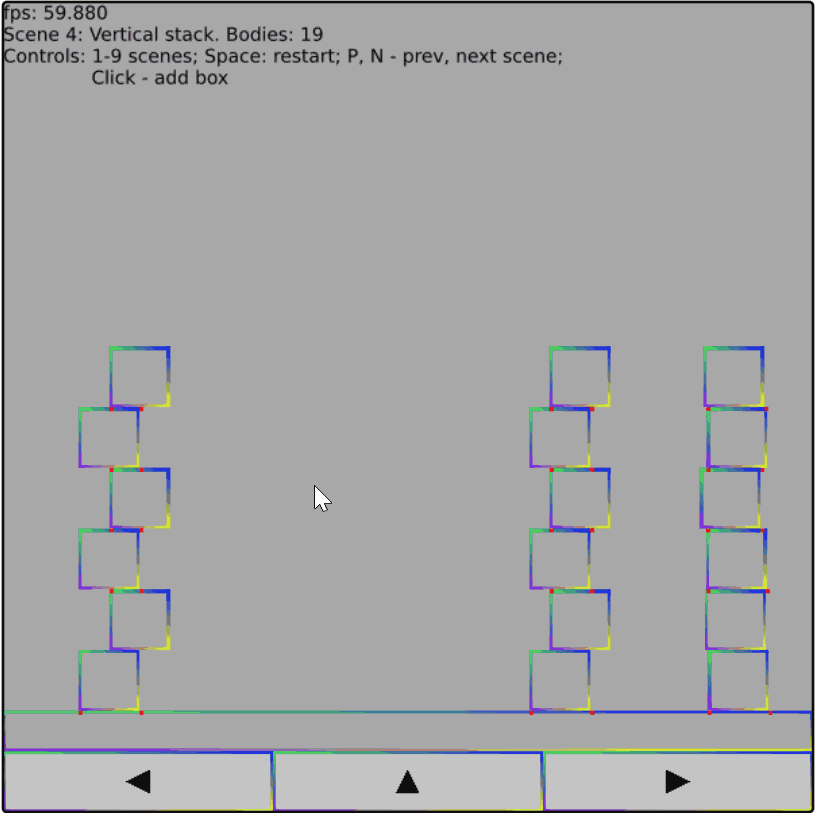 fps: 59.880
Scene 4: Vertical stack. Bodies: 19
Controls: 1-9 scenes; Space: restart; P, N - prev, next scene;
Click - add box